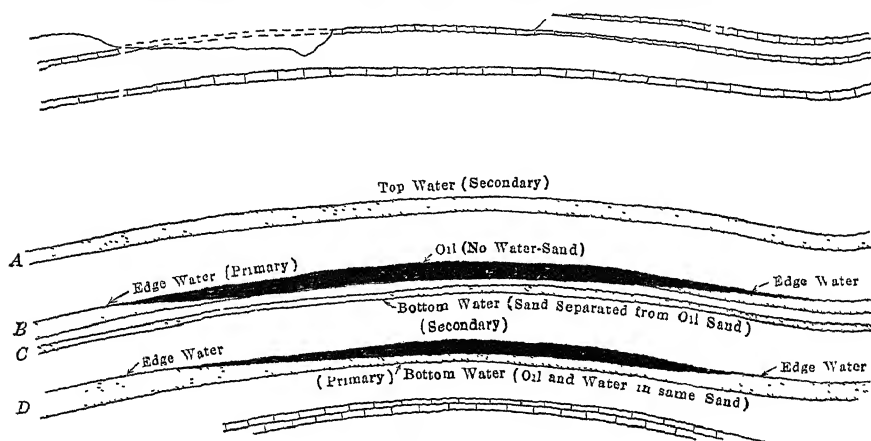 Top Water (Secondary)
A
Oil (No Water-Sand)
Edge Water (Primary)
Edge Water
B
Bottom Water (Sand Separated from Oil Sand)
C
(Secondary)
Edge Water
Edge Water
(Primary) Bottom Water (Oil and Water in same Sand)
D